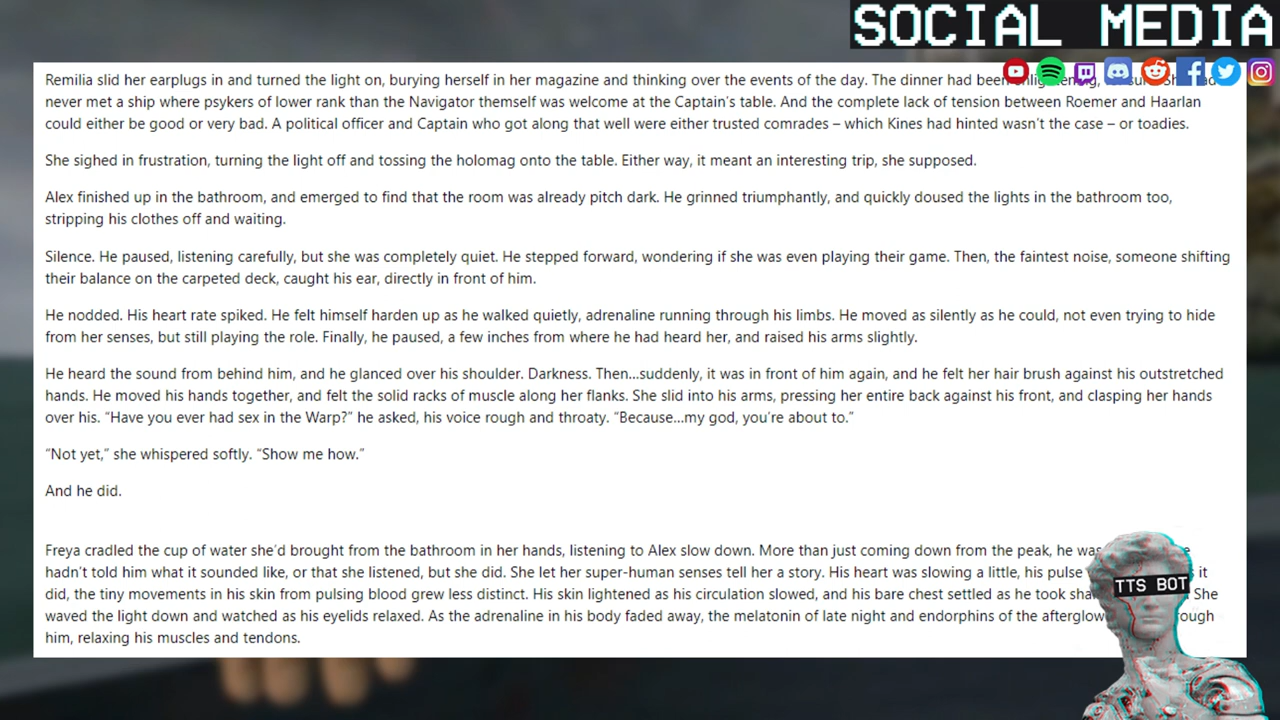 SOCIAL MEDIA
Remilia slid her earplugs in and turned the light on, burying herself in her magazine and thinking over the events of the day. The dinner had been
never met a ship where psykers of lower rank than the Navigator themself was welcome at the Captain’s table. And the complete lack of tension between Roemer and Haarlan
could either be good or very bad. A political officer and Captain who got along that well were either trusted comrades – which Kines had hinted wasn’t the case – or toadies.
She sighed in frustration, turning the light off and tossing the holomag onto the table. Either way, it meant an interesting trip, she supposed.
Alex finished up in the bathroom, and emerged to find that the room was already pitch dark. He grinned triumphantly, and quickly doused the lights in the bathroom too,
stripping his clothes off and waiting.
Silence. He paused, listening carefully, but she was completely quiet. He stepped forward, wondering if she was even playing their game. Then, the faintest noise, someone shifting
their balance on the carpeted deck, caught his ear, directly in front of him.
He nodded. His heart rate spiked. He felt himself harden up as he walked quietly, adrenaline running through his limbs. He moved as silently as he could, not even trying to hide
from her senses, but still playing the role. Finally, he paused, a few inches from where he had heard her, and raised his arms slightly.
He heard the sound from behind him, and he glanced over his shoulder. Darkness. Then…suddenly, it was in front of him again, and he felt her hair brush against his outstretched
hands. He moved his hands together, and felt the solid racks of muscle along her flanks. She slid into his arms, pressing her entire back against his front, and clasping her hands
over his. “Have you ever had sex in the Warp?” he asked, his voice rough and throaty. “Because…my god, you’re about to.”
“Not yet,” she whispered softly. “Show me how.”
And he did.
Freya cradled the cup of water she’d brought from the bathroom in her hands, listening to Alex slow down. More than just coming down from the peak, he was
hadn’t told him what it sounded like, or that she listened, but she did. She let her super-human senses tell her a story. His heart was slowing a little, his pulse it
did, the tiny movements in his skin from pulsing blood grew less distinct. His skin lightened as his circulation slowed, and his bare chest settled as he took She
waved the light down and watched as his eyelids relaxed. As the adrenaline in his body faded away, the melatonin of late night and endorphins of the afterglow
him, relaxing his muscles and tendons.
TTS BOT